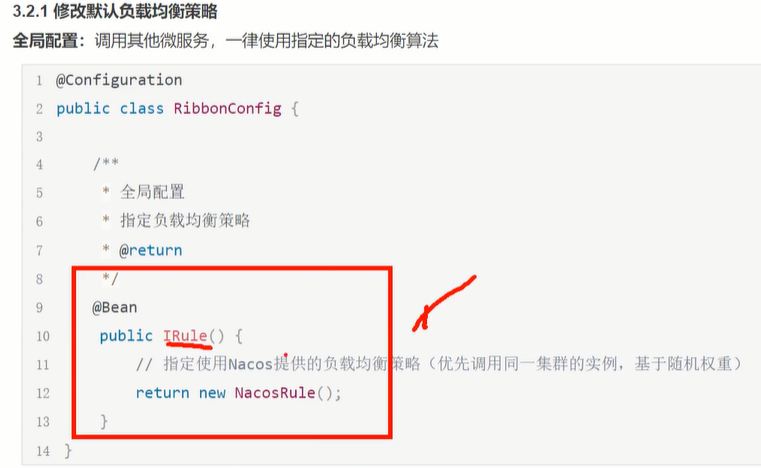 3.2.1 修改默认负载均衡策略
全局配置：调用其他微服务，一律使用指定的负载均衡算法
1 @Configuration
2 public class RibbonConfig {
3
4 /**
5 * 全局配置
6 * 指定负载均衡策略
7 * @return
8 */
9 @Bean
10 public IRule() {
11 // 指定使用Nacos提供的负载均衡策略（优先调用同一集群的实例，基于随机权重）
12 return new NacosRule();
13 }
14 }